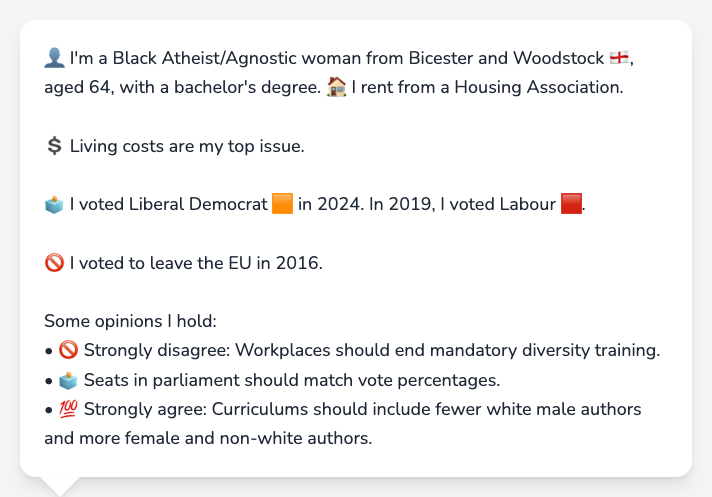 👤 I'm a Black Atheist/Agnostic woman from Bicester and Woodstock 🏴󠁧󠁢󠁥󠁮󠁧󠁿,
aged 64, with a bachelor's degree. 🏠 I rent from a Housing Association.
💲 Living costs are my top issue.
🗳️ I voted Liberal Democrat 🟧 in 2024. In 2019, I voted Labour 🟥.
🚫 I voted to leave the EU in 2016.
Some opinions I hold:
• 🚫 Strongly disagree: Workplaces should end mandatory diversity training.
• 🗳️ Seats in parliament should match vote percentages.
• 💯 Strongly agree: Curriculums should include fewer white male authors
and more female and non-white authors.